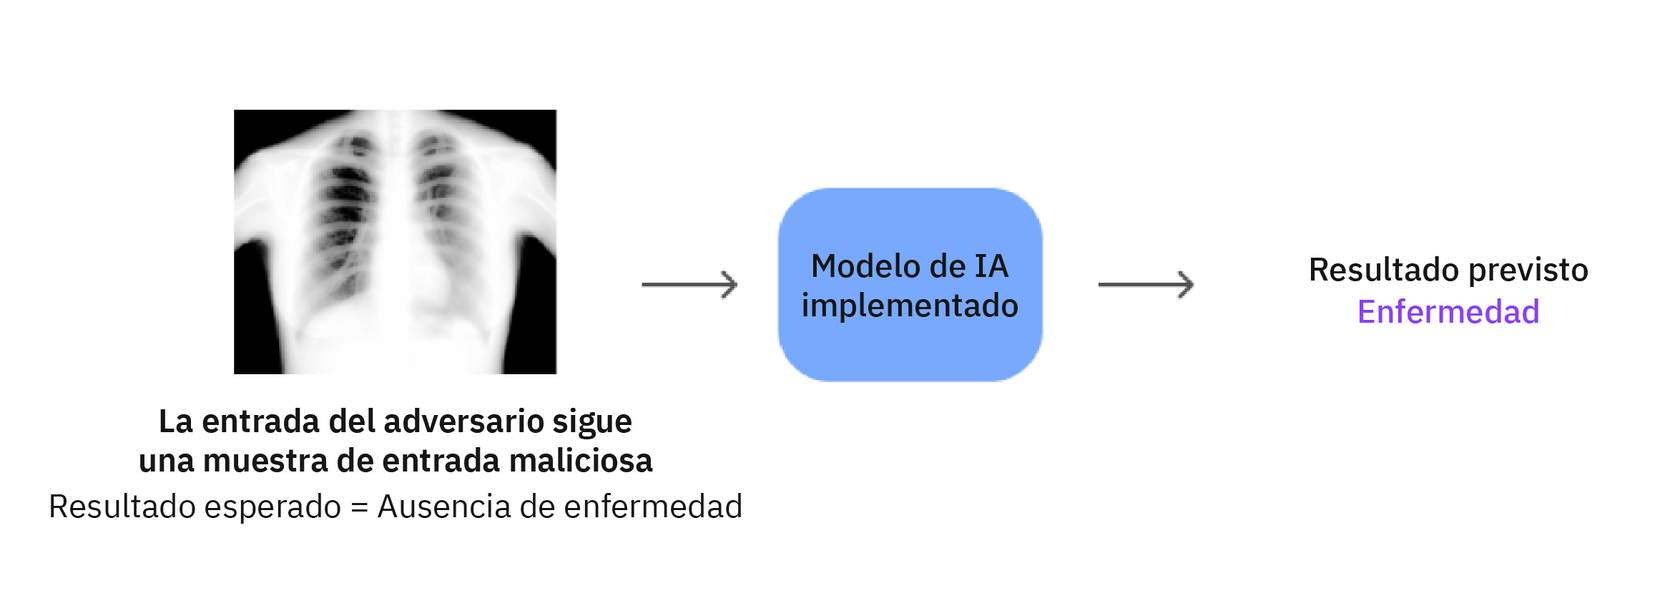 La entrada del adversario sigue
una muestra de entrada maliciosa
Resultado esperado = Ausencia de enfermedad
Modelo de IA
implementado
Resultado previsto
Enfermedad